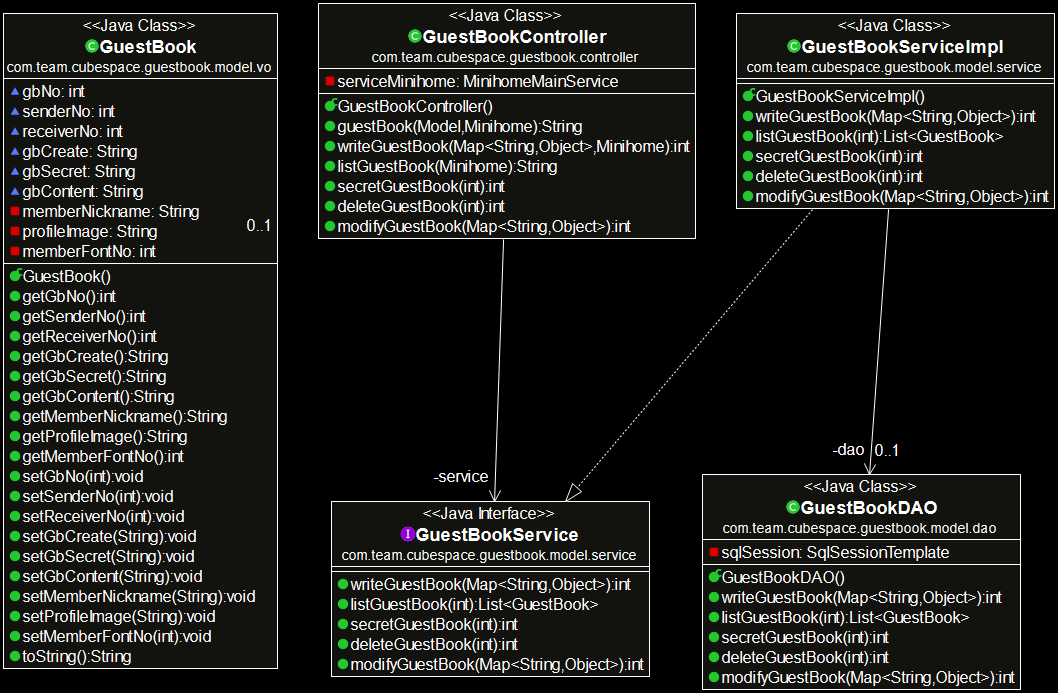 <<Java Class>>
GuestBook
com.team.cubespace.guestbook.model.vo
gbNo: int
senderNo: int
receiverNo: int
gbCreate: String
gbSecret: String
gbContent: String
memberNickname: String
profileImage: String
memberFontNo: int
GuestBook()
getGbNo():int
getSenderNo():int
getReceiverNo():int
getGbCreate():String
getGbSecret():String
getGbContent():String
getMemberNickname():String
getProfileImage():String
getMemberFontNo():int
setGbNo(int):void
setSenderNo(int):void
setReceiverNo(int):void
setGbCreate(String):void
setGbSecret(String):void
setGbContent(String):void
setMemberNickname(String):void
setProfileImage(String):void
setMemberFontNo(int):void
toString():String
0..1
<<Java Class>>
GuestBookController
com.team.cubespace.guestbook.controller
serviceMinihome: MinihomeMainService
GuestBookController()
guestBook(Model,Minihome):String
writeGuestBook(Map<String,Object>,Minihome):int
listGuestBook(Minihome):String
secretGuestBook(int):int
deleteGuestBook(int):int
modifyGuestBook(Map<String,Object>):int
<<Java Class>>
GuestBookServiceImpl
com.team.cubespace.guestbook.model.service
GuestBookServiceImpl()
writeGuestBook(Map<String,Object>):int
listGuestBook(int):List<GuestBook>
secretGuestBook(int):int
deleteGuestBook(int):int
modifyGuestBook(Map<String,Object>):int
-service
<<Java Interface>>
GuestBookService
com.team.cubespace.guestbook.model.service
writeGuestBook(Map<String,Object>):int
listGuestBook(int):List<GuestBook>
secretGuestBook(int):int
deleteGuestBook(int):int
modifyGuestBook(Map<String,Object>):int
-dao 0..1
<<Java Class>>
GuestBookDAO
com.team.cubespace.guestbook.model.dao
sqlSession: SqlSessionTemplate
GuestBookDAO()
writeGuestBook(Map<String,Object>):int
listGuestBook(int):List<GuestBook>
secretGuestBook(int):int
deleteGuestBook(int):int
modifyGuestBook(Map<String,Object>):int